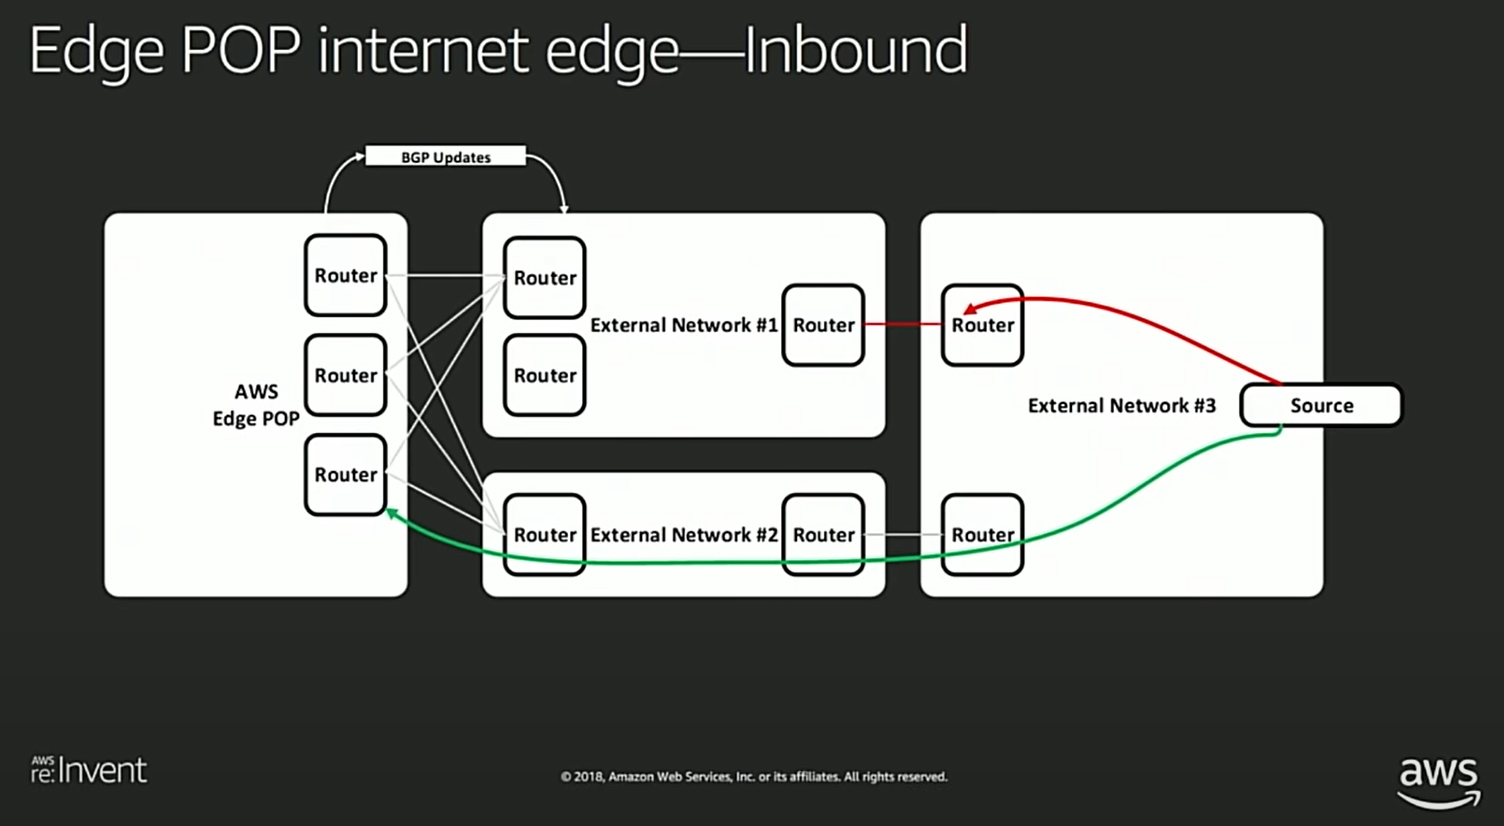 Edge POP internet edge—Inbound
BGP Updates
Router
Router
Router
AWS
Edge POP
Router
Router
External Network #1
Router
Router
External Network #2
Router
Router
Router
External Network #3
Source
AWS
re:Invent
© 2018, Amazon Web Services, Inc. or its affiliates. All rights reserved.
aws